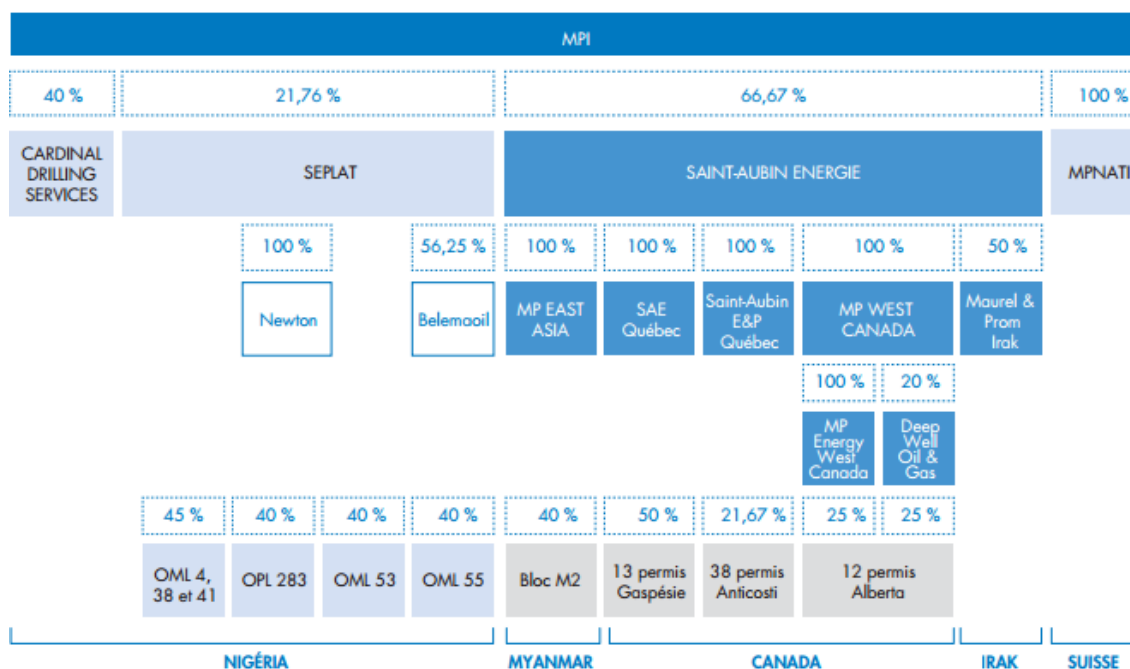 MPI
40 %
21,76 %
66,67 %
100 %
CARDINAL
DRILLING
SERVICES
SEPLAT
SAINT-AUBIN ENERGIE
MPNATI
100 %
56,25 %
100 %
100 %
100 %
100 %
50 %
Newton
Belemaoil
MP EAST
ASIA
SAE
Québec
Saint-Aubin
E&P
Québec
MP WEST
CANADA
Maurel &
Prom
Irak
100 %
20 %
MP
Energy
West
Canada
Deep
Well
Oil &
Gas
45 %
40 %
40 %
40 %
40 %
50 %
21,67 %
25 %
25 %
OML 4,
38 et 41
OPL 283
OML 53
OML 55
Bloc M2
13 permis
Gaspésie
38 permis
Anticosti
12 permis
Alberta
NIGÉRIA
MYANMAR
CANADA
IRAK
SUISSE